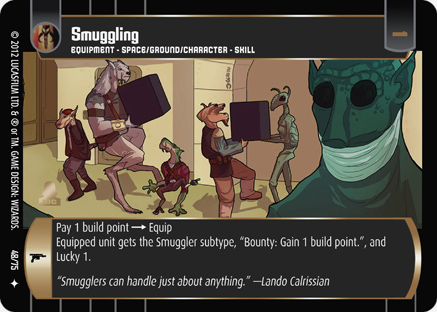 Smuggling
EQUIPMENT - SPACE/GROUND/CHARACTER - SKILL
Pay 1 build point → Equip
Equipped unit gets the Smuggler subtype, “Bounty: Gain 1 build point.”, and
Lucky 1.
“Smugglers can handle just about anything.” —Lando Calrissian
© 2012 LUCASFILM LTD. & ® or TM. GAME DESIGN: WIZARDS.
48/75